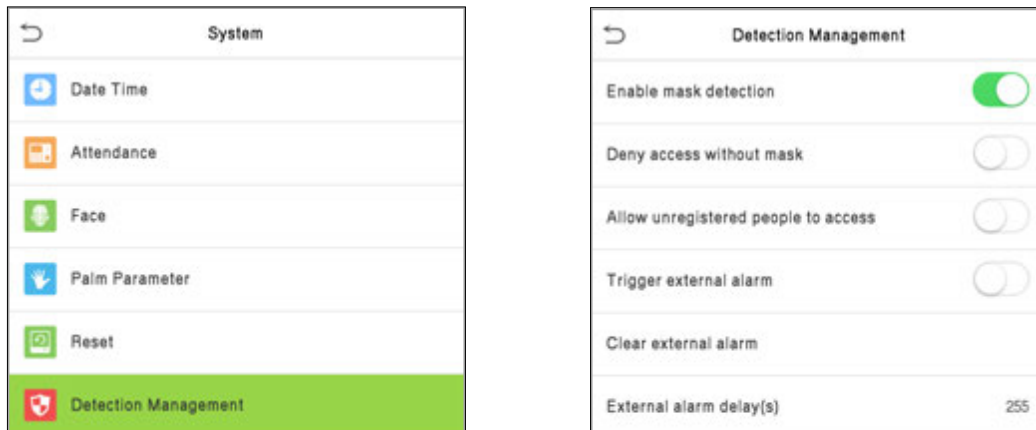 System
Date Time
Attendance
Face
Palm Parameter
Reset
Detection Management
Detection Management
Enable mask detection
Deny access without mask
Allow unregistered people to access
Trigger external alarm
Clear external alarm
External alarm delay(s) 255